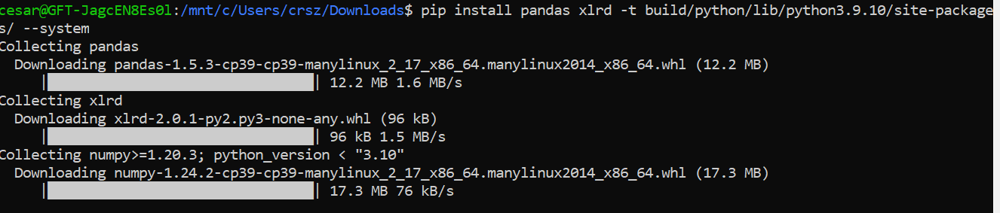 cesar@GFT-JagcEN8Es0l:/mnt/c/Users/crsz/Downloads$ pip install pandas xlrd -t build/python/lib/python3.9.10/site-package
s/ --system
Collecting pandas
  Downloading pandas-1.5.3-cp39-cp39-manylinux_2_17_x86_64.manylinux2014_x86_64.whl (12.2 MB)
     |████████████████████████████████| 12.2 MB 1.6 MB/s
Collecting xlrd
  Downloading xlrd-2.0.1-py2.py3-none-any.whl (96 kB)
     |████████████████████████████████| 96 kB 1.5 MB/s
Collecting numpy>=1.20.3; python_version < "3.10"
  Downloading numpy-1.24.2-cp39-cp39-manylinux_2_17_x86_64.manylinux2014_x86_64.whl (17.3 MB)
     |████████████████████████████████| 17.3 MB 76 kB/s